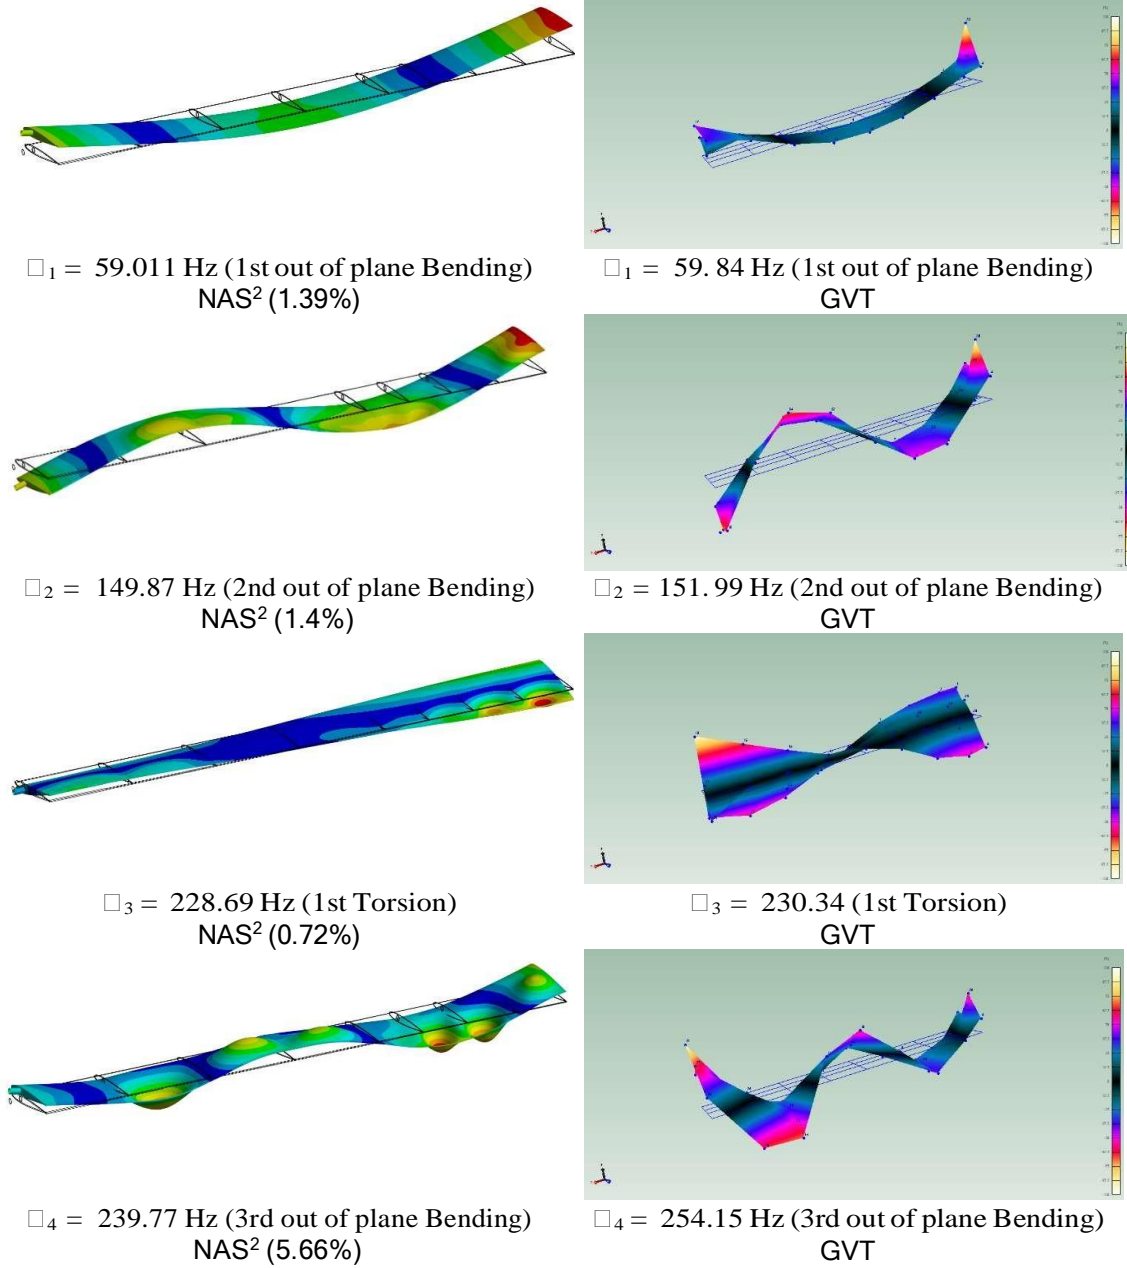 □₁ = 59.011 Hz (1st out of plane Bending)
NAS² (1.39%)
□₁ = 59. 84 Hz (1st out of plane Bending)
GVT
□₂ = 149.87 Hz (2nd out of plane Bending)
NAS² (1.4%)
□₂ = 151. 99 Hz (2nd out of plane Bending)
GVT
□₃ = 228.69 Hz (1st Torsion)
NAS² (0.72%)
□₃ = 230.34 (1st Torsion)
GVT
□₄ = 239.77 Hz (3rd out of plane Bending)
NAS² (5.66%)
□₄ = 254.15 Hz (3rd out of plane Bending)
GVT